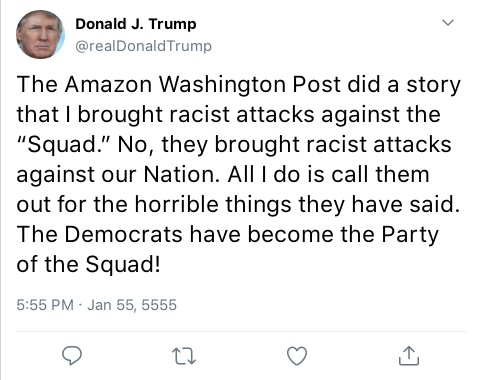 Donald J. Trump
@realDonaldTrump
The Amazon Washington Post did a story
that I brought racist attacks against the
“Squad.” No, they brought racist attacks
against our Nation. All I do is call them
out for the horrible things they have said.
The Democrats have become the Party
of the Squad!
5:55 PM · Jan 55, 5555